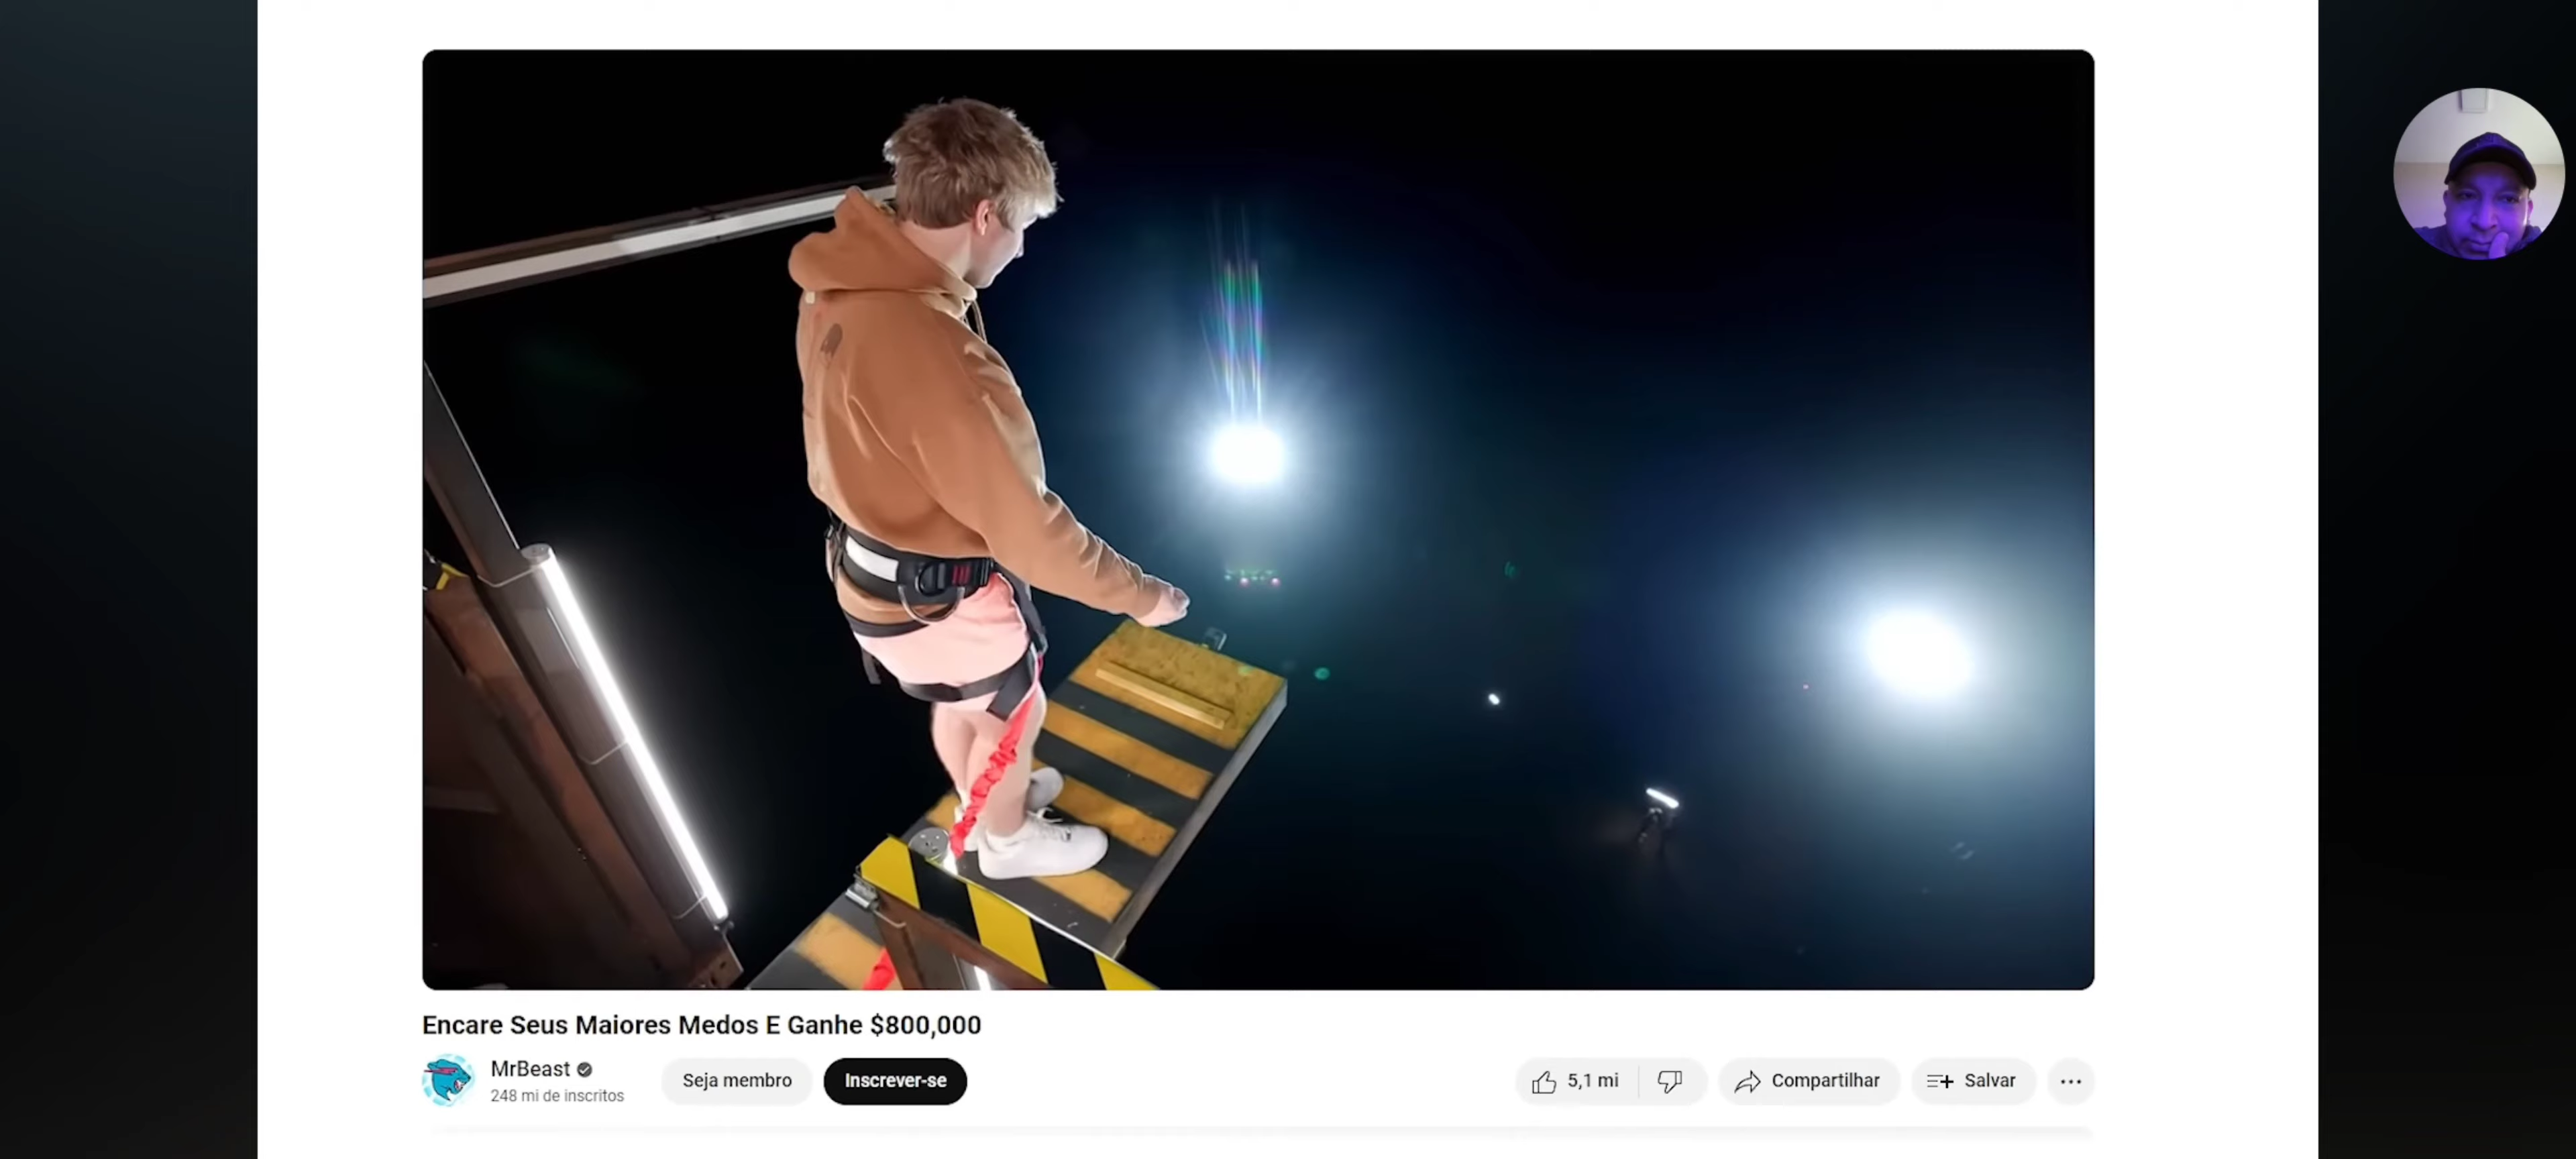 Encare Seus Maiores Medos E Ganhe $800,000
MrBeast
248 mi de inscritos
Seja membro
Inscrever-se
5,1 mi
Compartilhar
Salvar